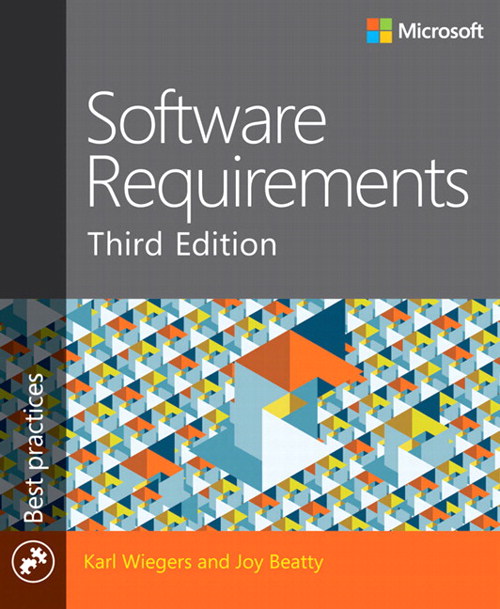 Microsoft
Software
Requirements
Third Edition
Best practices
Karl Wiegers and Joy Beatty